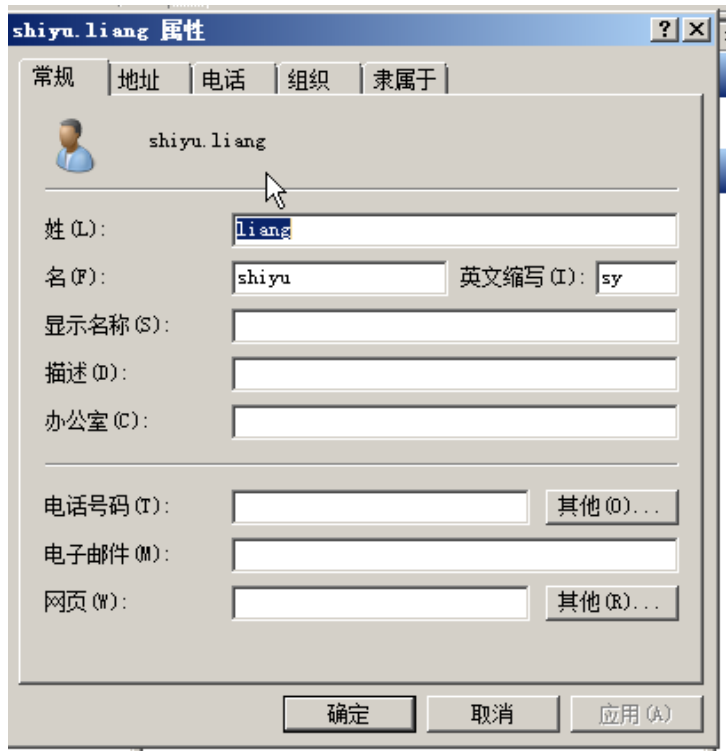 shiyu.liang 属性
常规 地址 电话 组织 隶属于
shiyu.liang
姓(L): liang
名(F): shiyu 英文缩写(I): sy
显示名称(S):
描述(D):
办公室(C):
电话号码(T): 其他(O)...
电子邮件(M):
网页(W): 其他(R)...
确定 取消 应用(A)